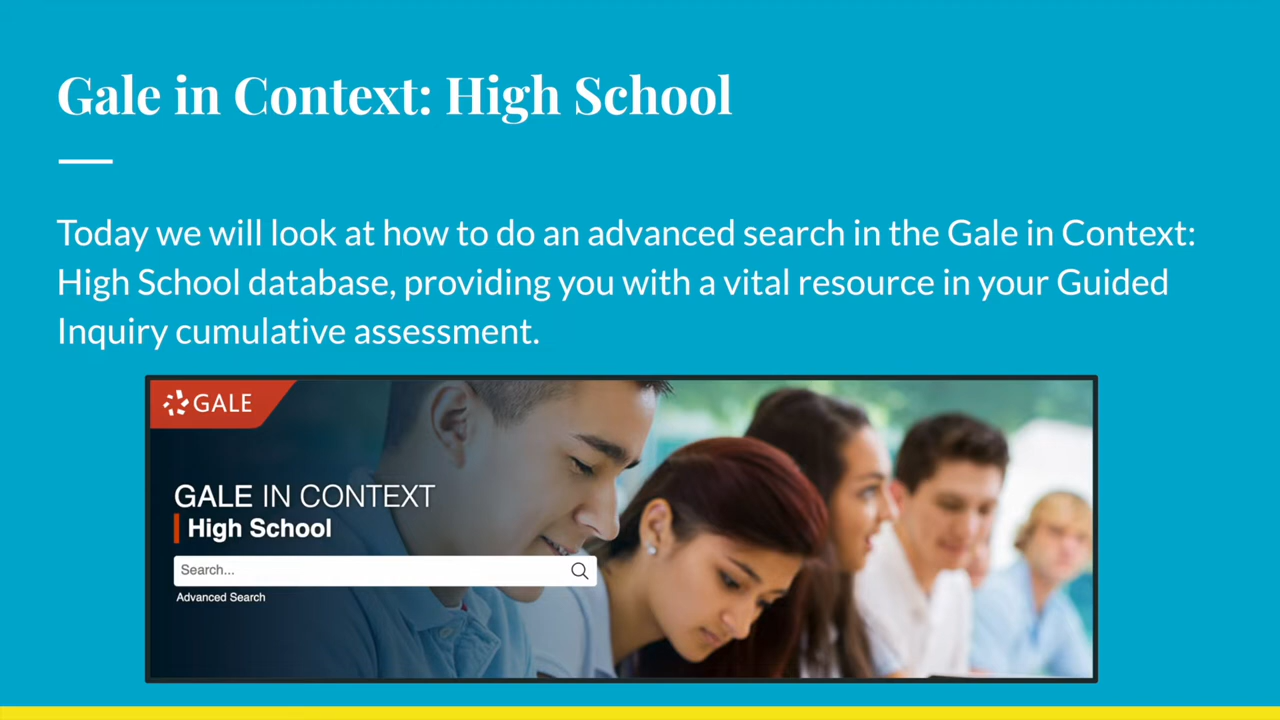 Gale in Context: High School
Today we will look at how to do an advanced search in the Gale in Context:
High School database, providing you with a vital resource in your Guided
Inquiry cumulative assessment.
GALE
GALE IN CONTEXT
High School
Search...
Advanced Search